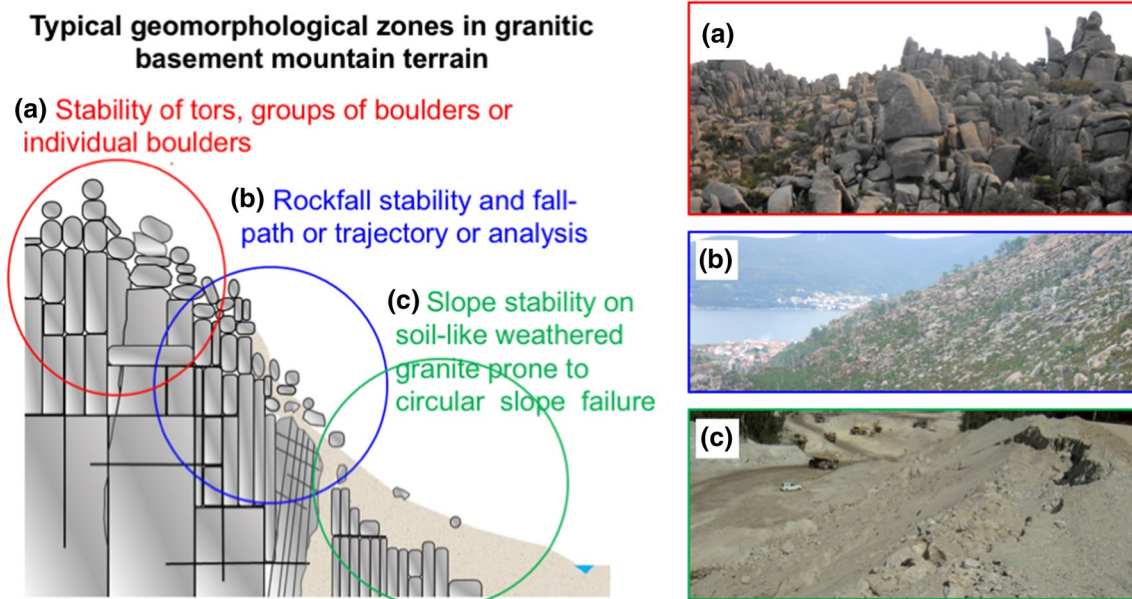 Typical geomorphological zones in granitic
basement mountain terrain
(a) Stability of tors, groups of boulders or
individual boulders
(b) Rockfall stability and fall-
path or trajectory or analysis
(c) Slope stability on
soil-like weathered
granite prone to
circular slope failure
(a)
(b)
(c)